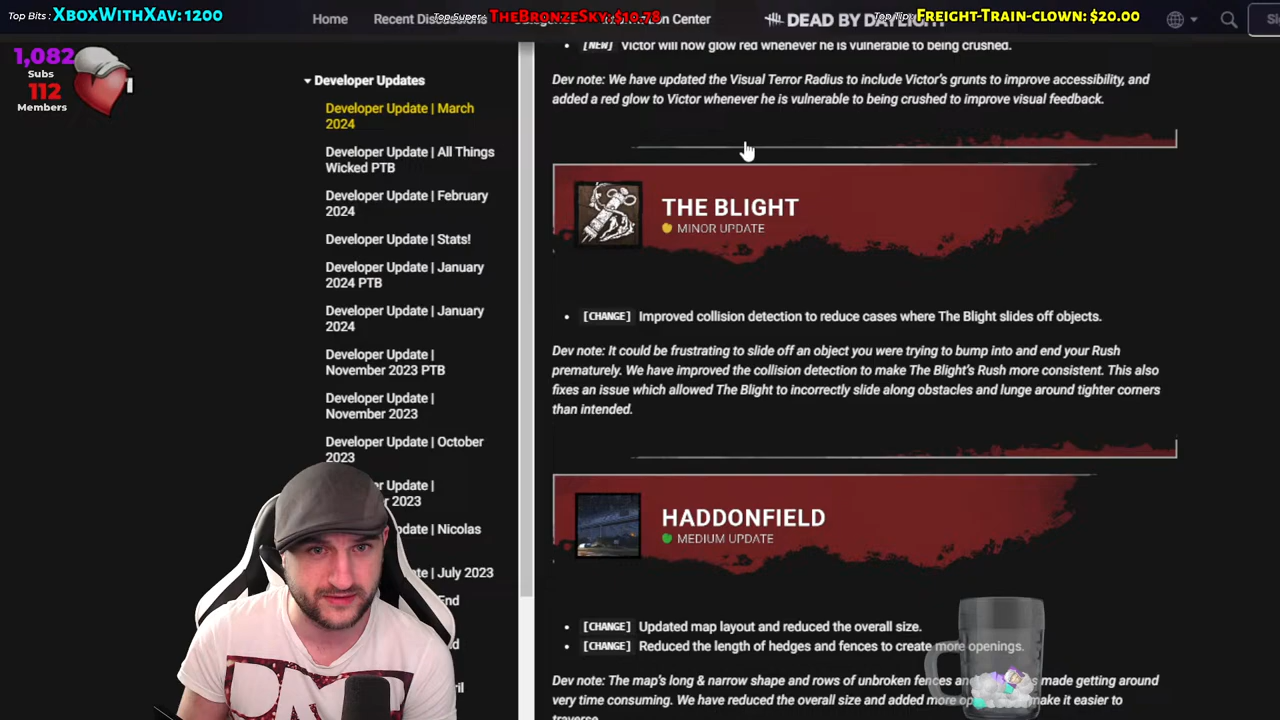 Top Bits : XboxWithXav: 1200
Top Super: TheBronzeSky: $10.78
Top Tip: Freight-Train-clown: $20.00
Home
Recent Discussions
Information Center
DEAD BY DAYLIGHT
1,082
Subs
112
Members
Developer Updates
Developer Update | March
2024
Developer Update | All Things
Wicked PTB
Developer Update | February
2024
Developer Update | Stats!
Developer Update | January
2024 PTB
Developer Update | January
2024
Developer Update |
November 2023 PTB
Developer Update |
November 2023
Developer Update | October
2023
pdate |
2023
pdate | Nicolas
date | July 2023
[NEW] Victor will now glow red whenever he is vulnerable to being crushed.
Dev note: We have updated the Visual Terror Radius to include Victor's grunts to improve accessibility, and
added a red glow to Victor whenever he is vulnerable to being crushed to improve visual feedback.
THE BLIGHT
MINOR UPDATE
[CHANGE] Improved collision detection to reduce cases where The Blight slides off objects.
Dev note: It could be frustrating to slide off an object you were trying to bump into and end your Rush
prematurely. We have improved the collision detection to make The Blight's Rush more consistent. This also
fixes an issue which allowed The Blight to incorrectly slide along obstacles and lunge around tighter corners
than intended.
HADDONFIELD
MEDIUM UPDATE
[CHANGE] Updated map layout and reduced the overall size.
[CHANGE] Reduced the length of hedges and fences to create more openings.
Dev note: The map's long & narrow shape and rows of unbroken fences made getting around
very time consuming. We have reduced the overall size and added more make it easier to
traverse.